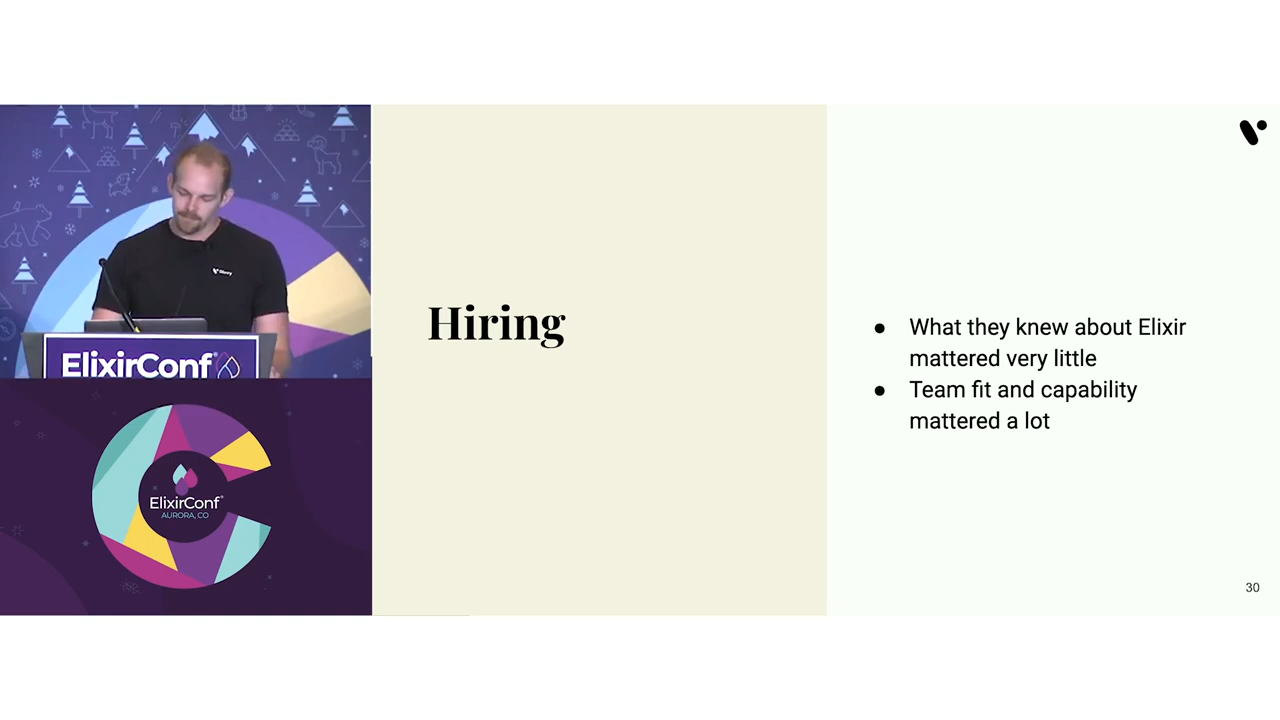 ElixirConf
ElixirConf
AURORA, CO
Hiring
● What they knew about Elixir
mattered very little
● Team fit and capability
mattered a lot
30